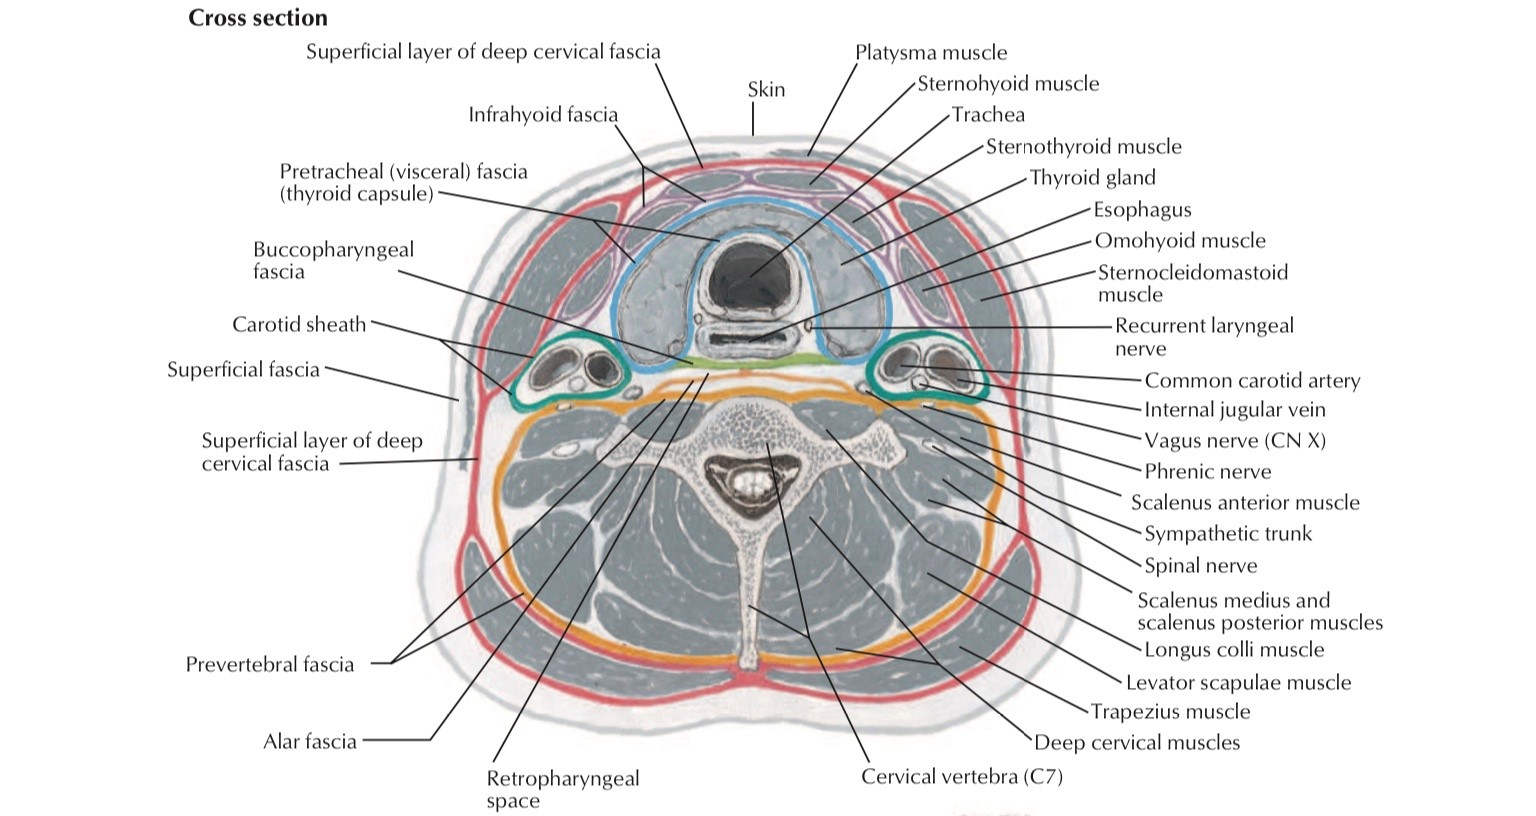 Cross section
Superficial layer of deep cervical fascia
Infrahyoid fascia
Pretracheal (visceral) fascia
(thyroid capsule)
Buccopharyngeal
fascia
Carotid sheath
Superficial fascia
Superficial layer of deep
cervical fascia
Prevertebral fascia
Alar fascia
Retropharyngeal
space
Skin
Platysma muscle
Sternohyoid muscle
Trachea
Sternothyroid muscle
Thyroid gland
Esophagus
Omohyoid muscle
Sternocleidomastoid
muscle
Recurrent laryngeal
nerve
Common carotid artery
Internal jugular vein
Vagus nerve (CN X)
Phrenic nerve
Scalenus anterior muscle
Sympathetic trunk
Spinal nerve
Scalenus medius and
scalenus posterior muscles
Longus colli muscle
Levator scapulae muscle
Trapezius muscle
Deep cervical muscles
Cervical vertebra (C7)